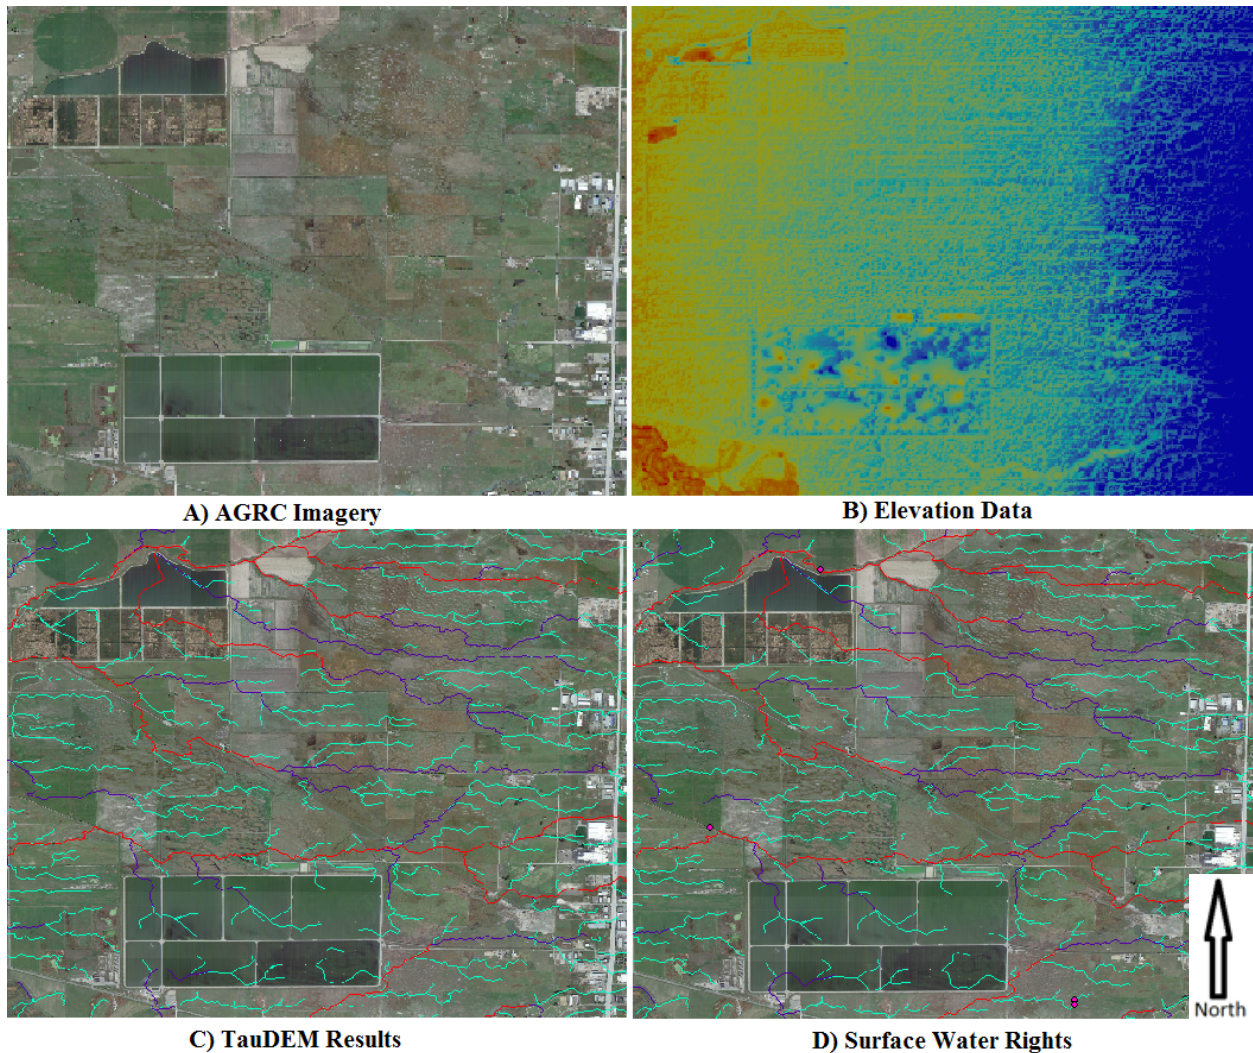 A) AGRC Imagery
B) Elevation Data
North
C) TauDEM Results
D) Surface Water Rights